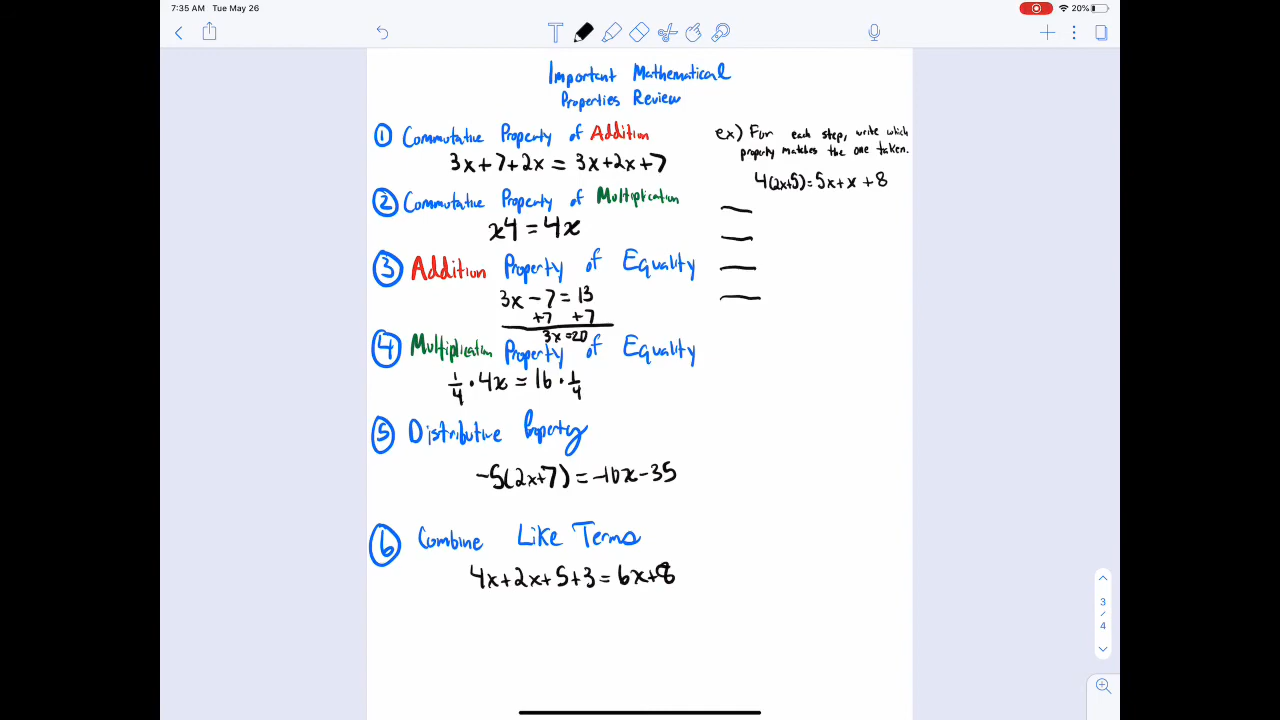 7:35 AM Tue May 26
20%
Important Mathematical
Properties Review
① Commutative Property of Addition
3x+7+2x = 3x+2x+7
② Commutative Property of Multiplication
x4 = 4x
③ Addition Property of Equality
3x - 7 = 13
+7 +7
3x = 20
④ Multiplication Property of Equality
1/4 · 4x = 16 · 1/4
⑤ Distributive Property
-5(2x+7) = -10x - 35
⑥ Combine Like Terms
4x+2x+5+3 = 6x+8
ex) For each step, write which
property matches the one taken.
4(2x+5) = 5x+x+8
3
4